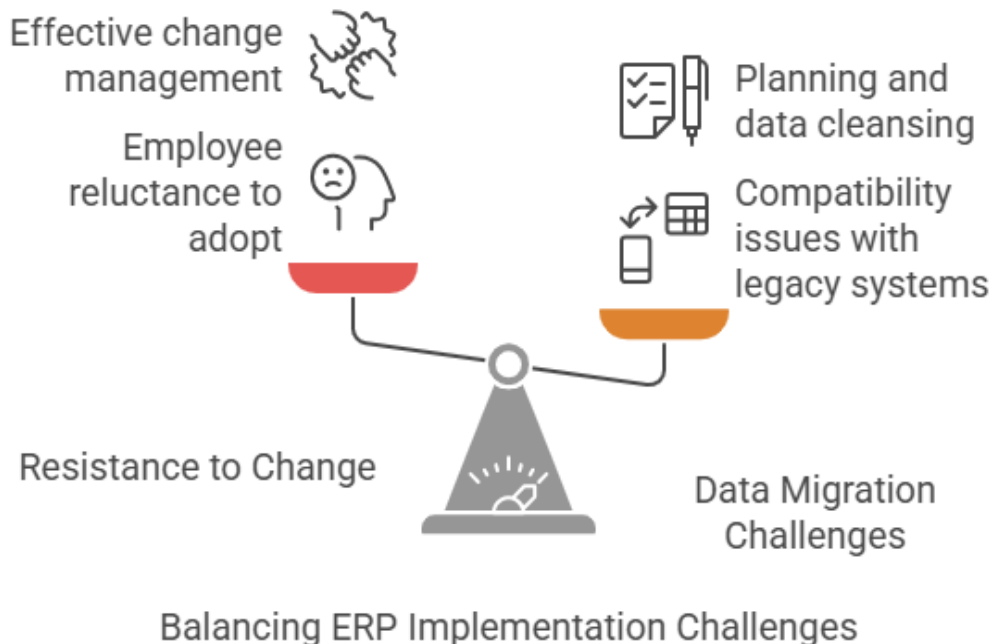 Effective change
management
Employee
reluctance to
adopt
Planning and
data cleansing
Compatibility
issues with
legacy systems
Resistance to Change
Data Migration
Challenges
Balancing ERP Implementation Challenges